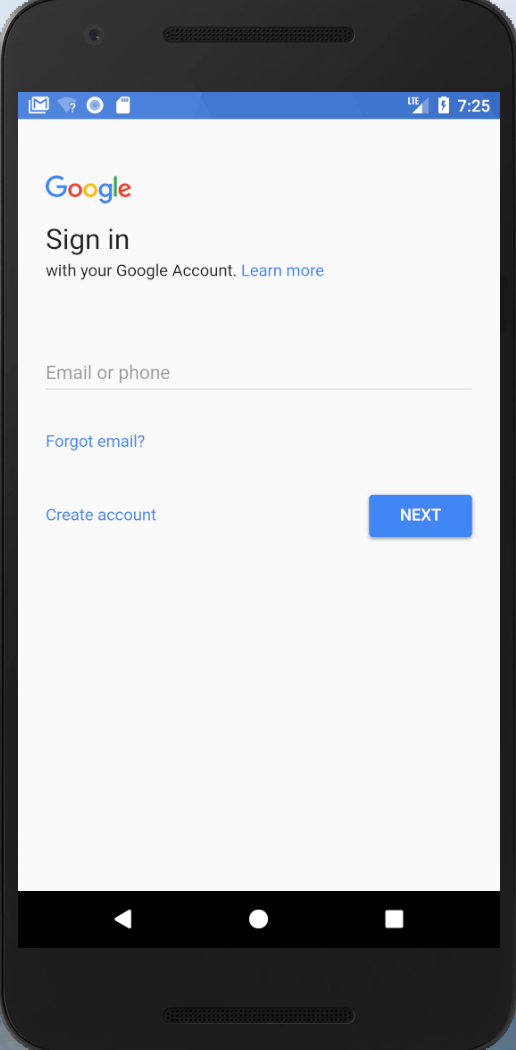 LTE 7:25
Google
Sign in
with your Google Account. Learn more
Email or phone
Forgot email?
Create account NEXT